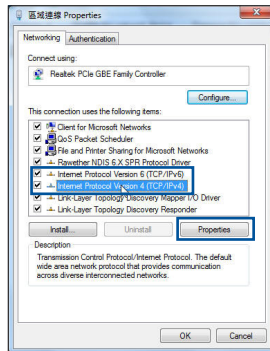 區域連線 Properties
Networking Authentication
Connect using:
Realtek PCIe GBE Family Controller
Configure...
This connection uses the following items:
Client for Microsoft Networks
QoS Packet Scheduler
File and Printer Sharing for Microsoft Networks
Rawether NDIS 6.X SPR Protocol Driver
Internet Protocol Version 6 (TCP/IPv6)
Internet Protocol Version 4 (TCP/IPv4)
Link-Layer Topology Discovery Mapper I/O Driver
Link-Layer Topology Discovery Responder
Install... Uninstall Properties
Description
Transmission Control Protocol/Internet Protocol. The default
wide area network protocol that provides communication
across diverse interconnected networks.
OK Cancel